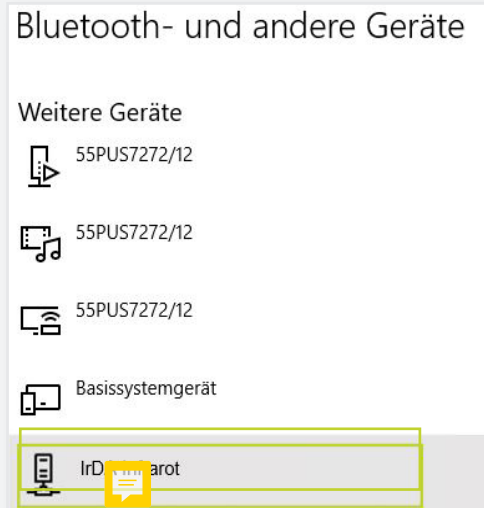 Bluetooth- und andere Geräte
Weitere Geräte
55PUS7272/12
55PUS7272/12
55PUS7272/12
Basissystemgerät